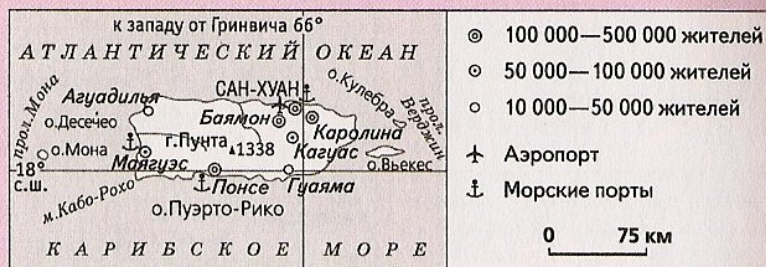 к западу от Гринвича 66°
АТЛАНТИЧЕСКИЙ ОКЕАН
прол. Мона
Агуадилья
САН-ХУАН
о.Кулебра
прол. Верджин
о.Десечео
Баямон
Каролина
о.Мона
г.Пунта
1338
Кагуас
Маягуэс
о.Вьекес
18°
с.ш.
м.Кабо-Рохо
Понсе
Гуаяма
о.Пуэрто-Рико
КАРИБСКОЕ МОРЕ
100 000—500 000 жителей
50 000—100 000 жителей
10 000—50 000 жителей
Аэропорт
Морские порты
0 75 км